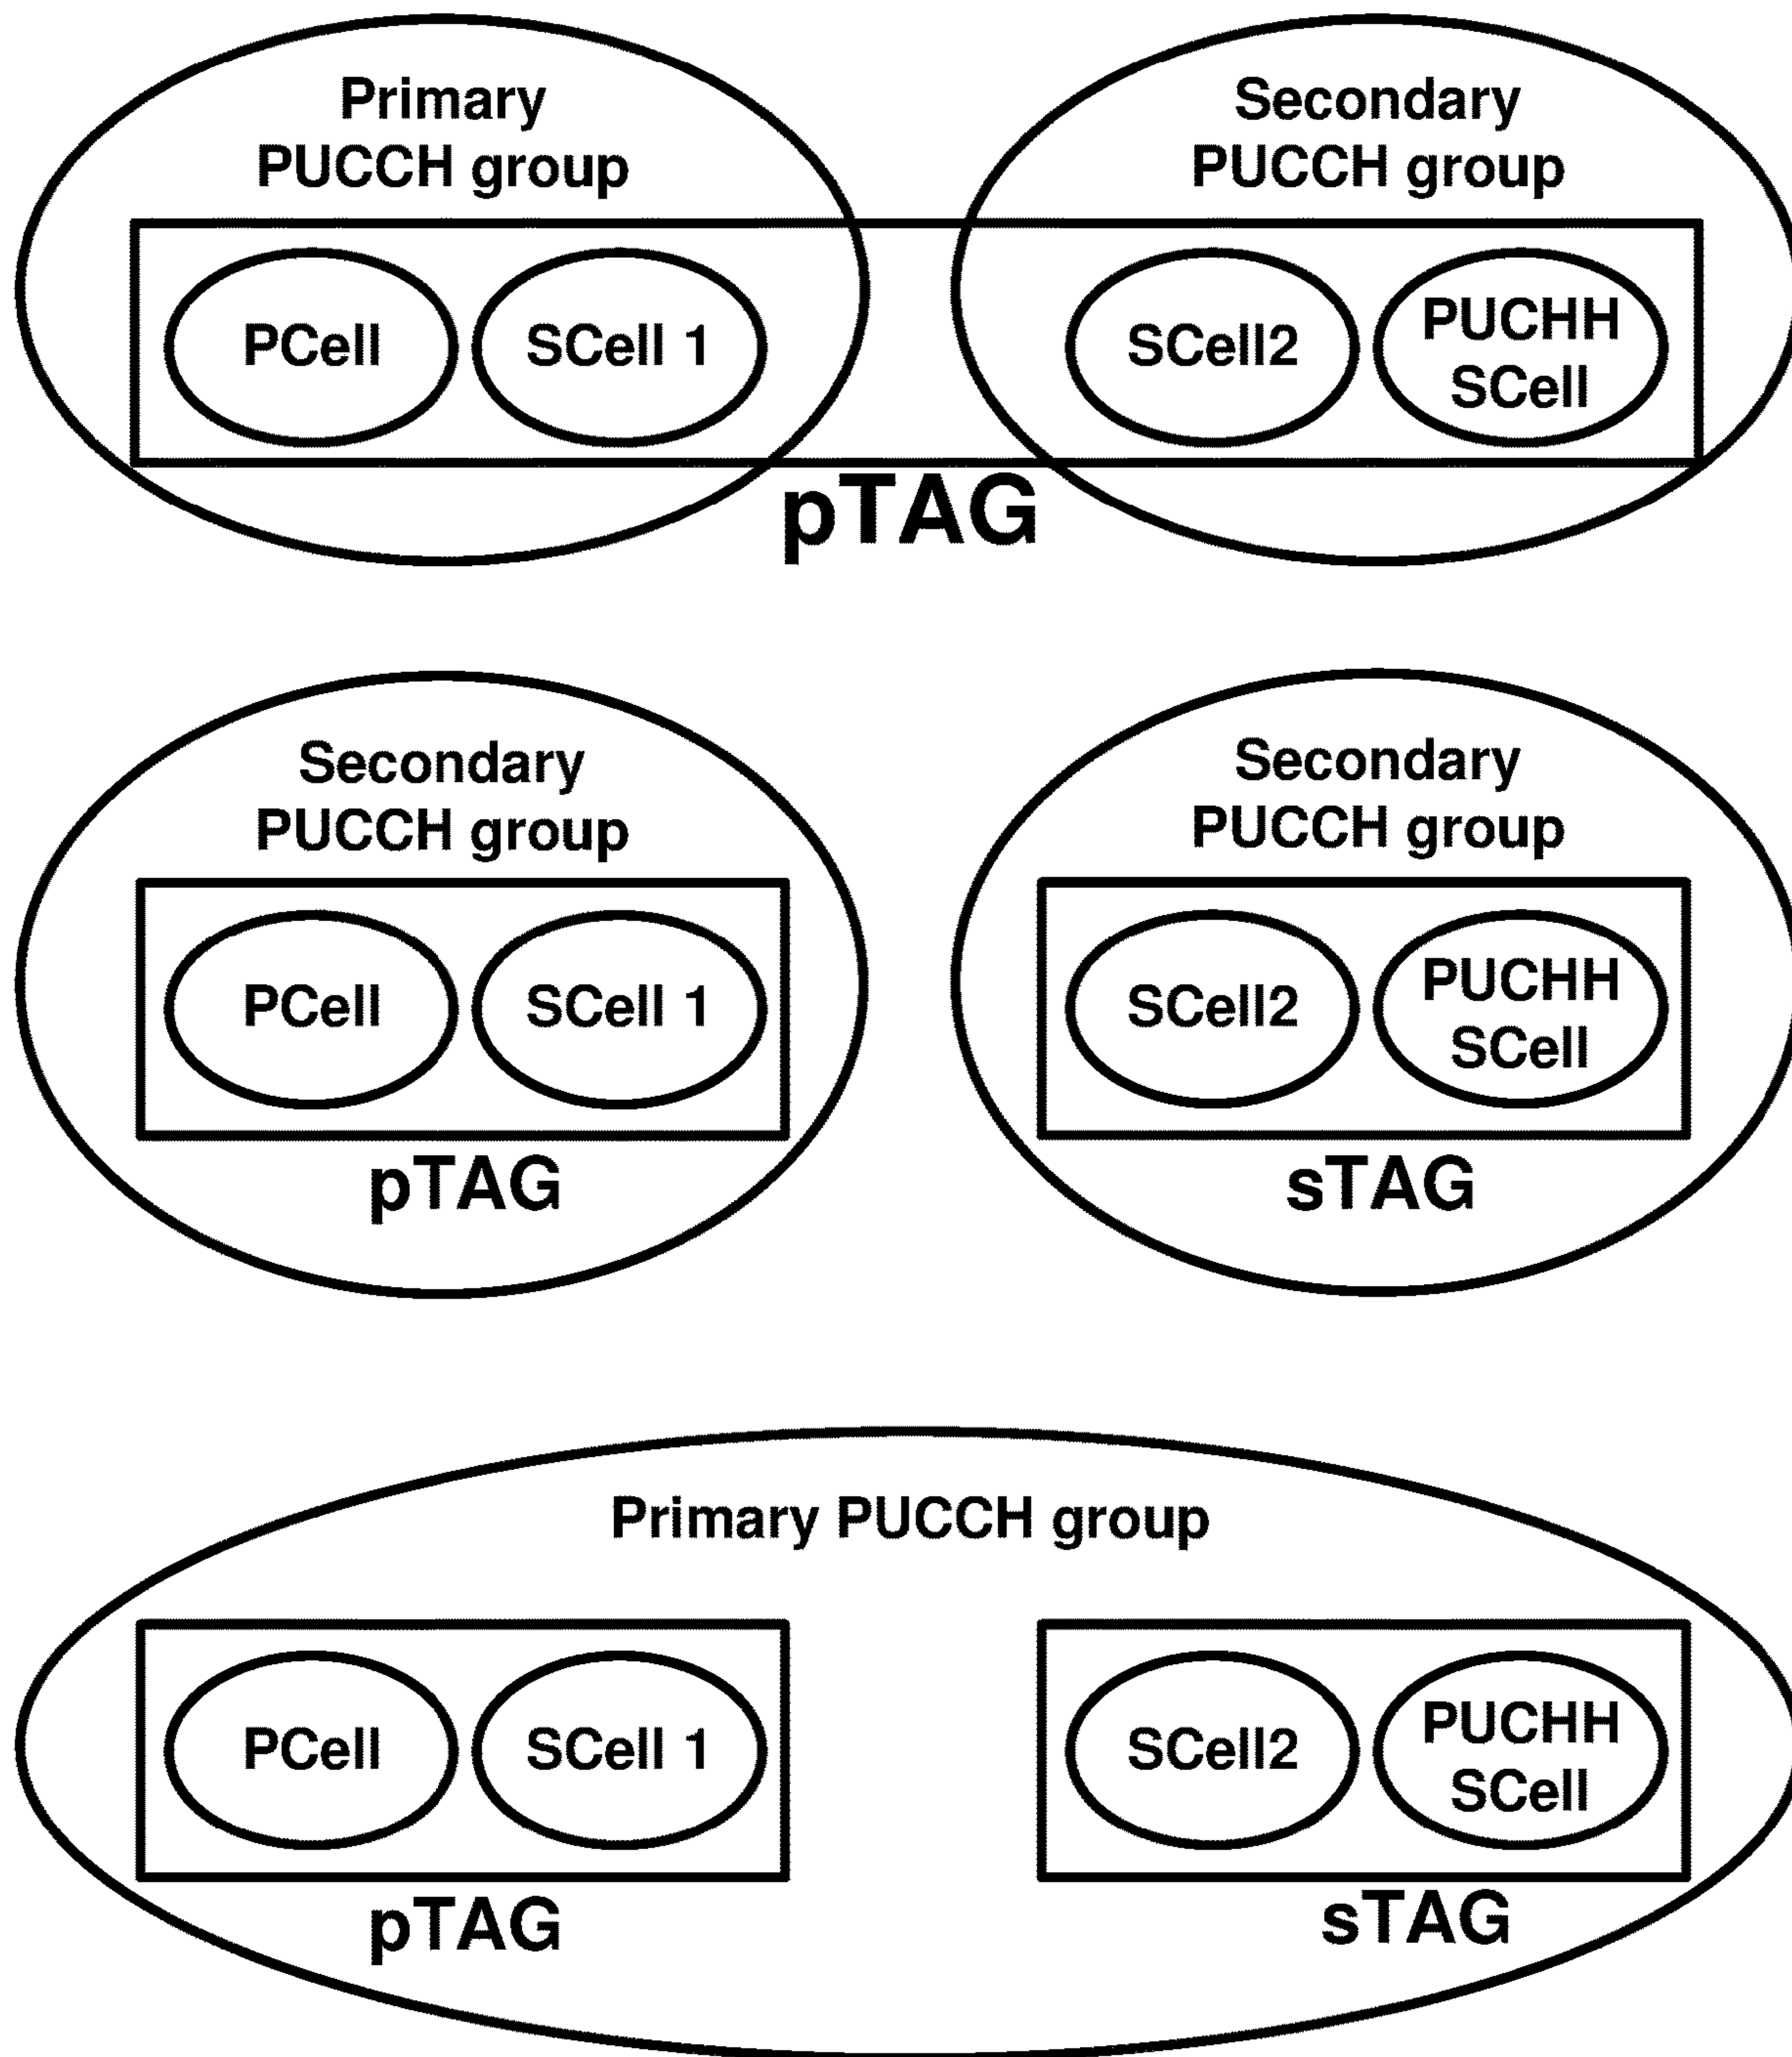 Primary
PUCCH group
Secondary
PUCCH group
PCell
SCell 1
SCell2
PUCHH
SCell
pTAG
Secondary
PUCCH group
Secondary
PUCCH group
PCell
SCell 1
SCell2
PUCHH
SCell
pTAG
sTAG
Primary PUCCH group
PCell
SCell 1
SCell2
PUCHH
SCell
pTAG
sTAG